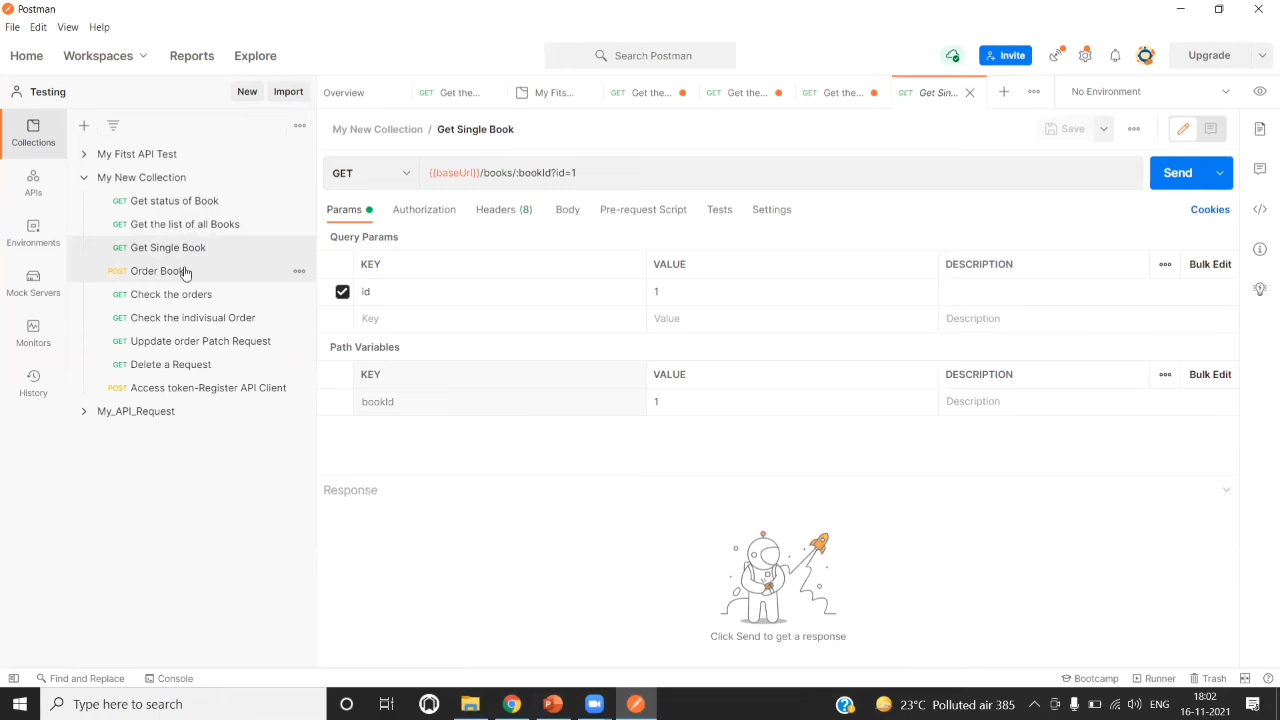 Postman
File Edit View Help
Home Workspaces Reports Explore Search Postman Invite Upgrade
Testing New Import Overview GET Get the... My Fits... GET Get the... GET Get the... GET Get the... GET Get Sin... No Environment
My New Collection / Get Single Book Save
Collections
APIs
Environments
Mock Servers
Monitors
History
My FItst API Test
My New Collection
GET Get status of Book
GET Get the list of all Books
GET Get Single Book
POST Order Book
GET Check the orders
GET Check the indivisual Order
GET Uppdate order Patch Request
GET Delete a Request
POST Access token-Register API Client
My_API_Request
GET {{baseUrl}}/books/:bookId?id=1 Send
Params Authorization Headers (8) Body Pre-request Script Tests Settings Cookies
Query Params
KEY VALUE DESCRIPTION Bulk Edit
id 1
Key Value Description
Path Variables
KEY VALUE DESCRIPTION Bulk Edit
bookId 1 Description
Response
Click Send to get a response
Find and Replace Console Bootcamp Runner Trash
Type here to search 23°C Polluted air 385 ENG 18:02
16-11-2021